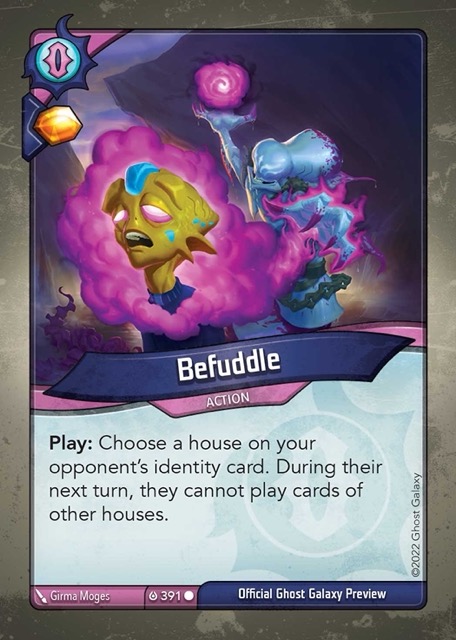 Befuddle
ACTION
Play: Choose a house on your
opponent's identity card. During their
next turn, they cannot play cards of
other houses.
©2022 Ghost Galaxy
Girma Moges
391
Official Ghost Galaxy Preview